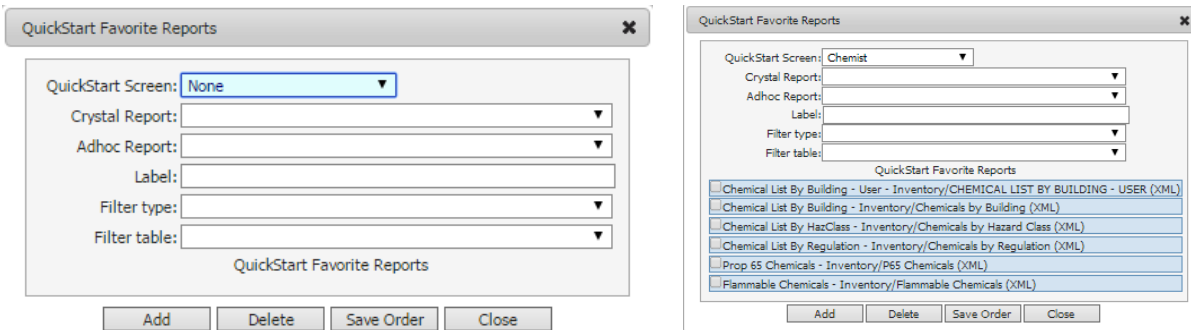 QuickStart Favorite Reports
QuickStart Screen: None
Crystal Report:
Adhoc Report:
Label:
Filter type:
Filter table:
QuickStart Favorite Reports
Add Delete Save Order Close
QuickStart Favorite Reports
QuickStart Screen: Chemist
Crystal Report:
Adhoc Report:
Label:
Filter type:
Filter table:
QuickStart Favorite Reports
Chemical List By Building - User - Inventory/CHEMICAL LIST BY BUILDING - USER (XML)
Chemical List By Building - Inventory/Chemicals by Building (XML)
Chemical List By HazClass - Inventory/Chemicals by Hazard Class (XML)
Chemical List By Regulation - Inventory/Chemicals by Regulation (XML)
Prop 65 Chemicals - Inventory/P65 Chemicals (XML)
Flammable Chemicals - Inventory/Flammable Chemicals (XML)
Add Delete Save Order Close